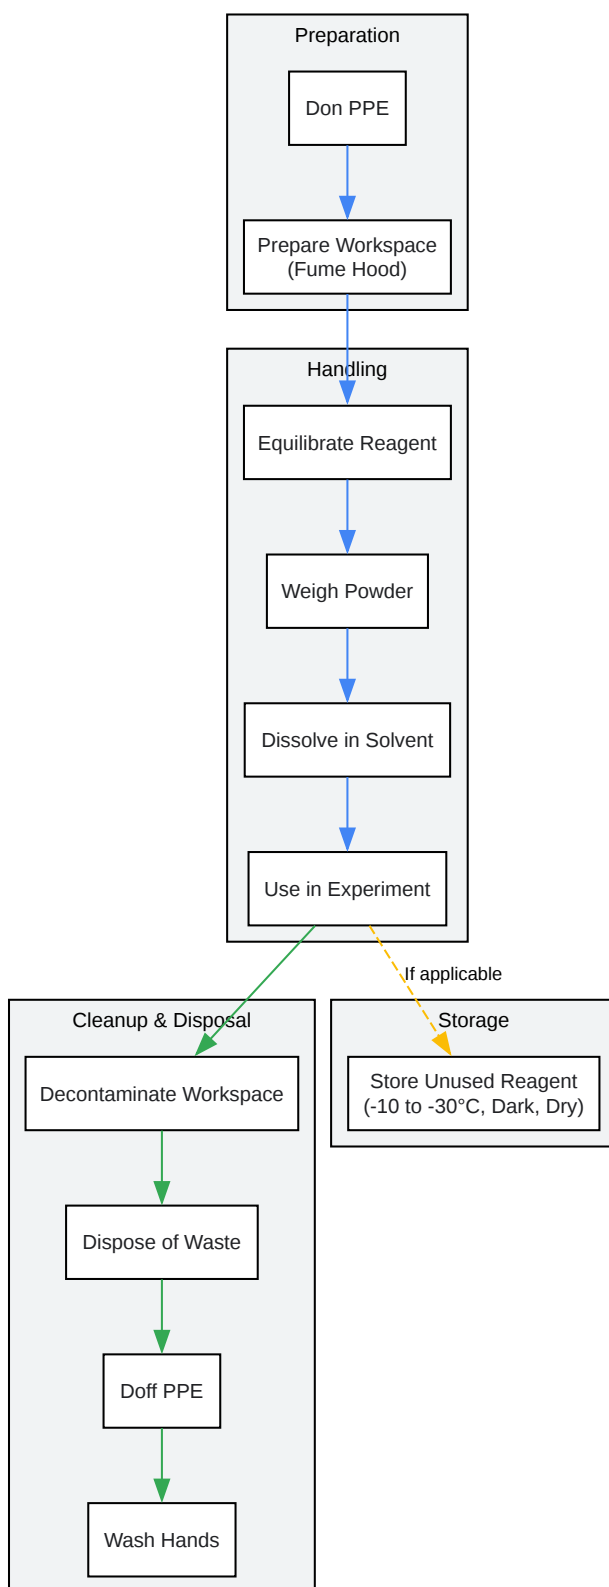 Preparation
Don PPE
Prepare Workspace
(Fume Hood)
Handling
Equilibrate Reagent
Weigh Powder
Dissolve in Solvent
Use in Experiment
If applicable
Cleanup & Disposal
Decontaminate Workspace
Dispose of Waste
Doff PPE
Wash Hands
Storage
Store Unused Reagent
(-10 to -30°C, Dark, Dry)